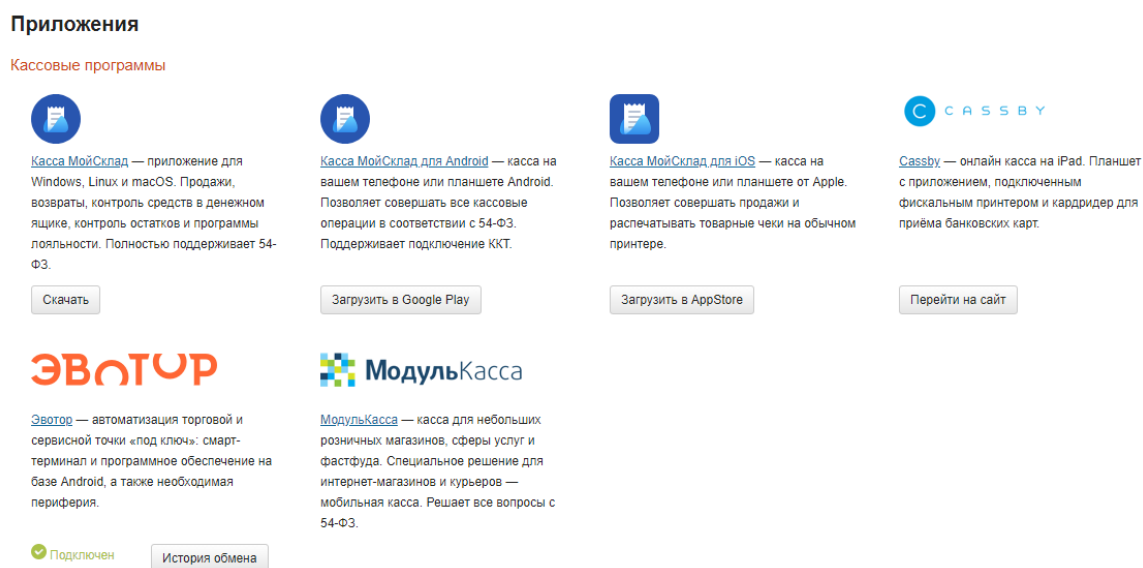 Приложения
Кассовые программы
CASSBY
Касса МойСклад — приложение для
Windows, Linux и macOS. Продажи,
возвраты, контроль средств в денежном
ящике, контроль остатков и программы
лояльности. Полностью поддерживает 54-
ФЗ.
Скачать
Касса МойСклад для Android — касса на
вашем телефоне или планшете Android.
Позволяет совершать все кассовые
операции в соответствии с 54-ФЗ.
Поддерживает подключение ККТ.
Загрузить в Google Play
Касса МойСклад для iOS — касса на
вашем телефоне или планшете от Apple.
Позволяет совершать продажи и
распечатывать товарные чеки на обычном
принтере.
Загрузить в AppStore
Cassby — онлайн касса на iPad. Планшет
с приложением, подключенным
фискальным принтером и кардридер для
приёма банковских карт.
Перейти на сайт
ЭВОТОР
Эвотор — автоматизация торговой и
сервисной точки «под ключ»: смарт-
терминал и программное обеспечение на
базе Android, а также необходимая
периферия.
Подключен
История обмена
МодульКасса
МодульКасса — касса для небольших
розничных магазинов, сферы услуг и
фастфуда. Специальное решение для
интернет-магазинов и курьеров —
мобильная касса. Решает все вопросы с
54-ФЗ.